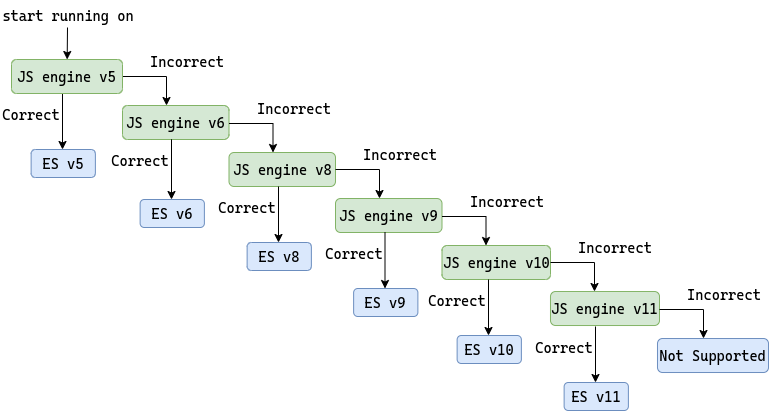 start running on
Incorrect
JS engine v5
Correct
Incorrect
JS engine v6
ES v5
Correct
Incorrect
JS engine v8
ES v6
Correct
Incorrect
JS engine v9
ES v8
Correct
Incorrect
JS engine v10
ES v9
Correct
Incorrect
JS engine v11
ES v10
Correct
Not Supported
ES v11